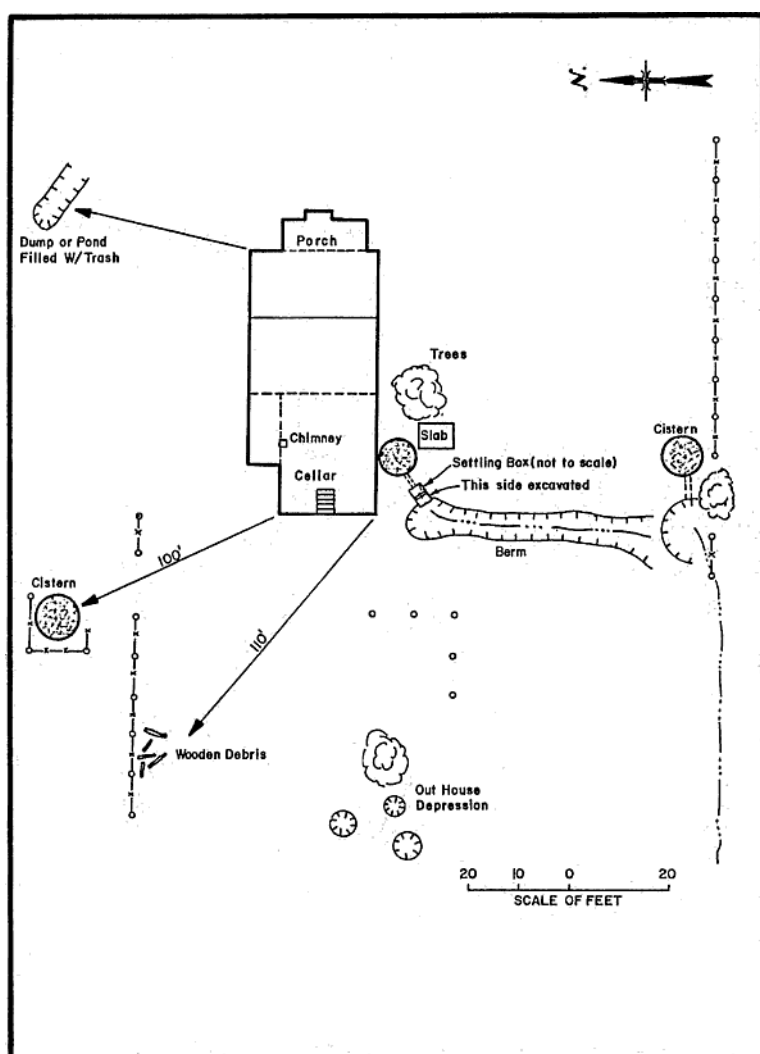 N.
Dump or Pond
Filled W/Trash
Porch
Trees
Slab
Cistern
Chimney
Settling Box(not to scale)
This side excavated
Cellar
Berm
100'
Cistern
110'
Wooden Debris
Out House
Depression
20 10 0 20
SCALE OF FEET